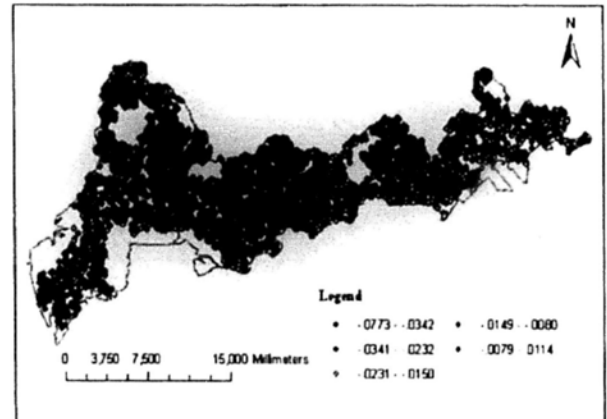 N
Legend
-.0773 - -.0342
-.0341 - -.0232
-.0231 - -.0150
-.0149 - -.0080
-.0079 - .0114
0 3,750 7,500 15,000 Millimeters